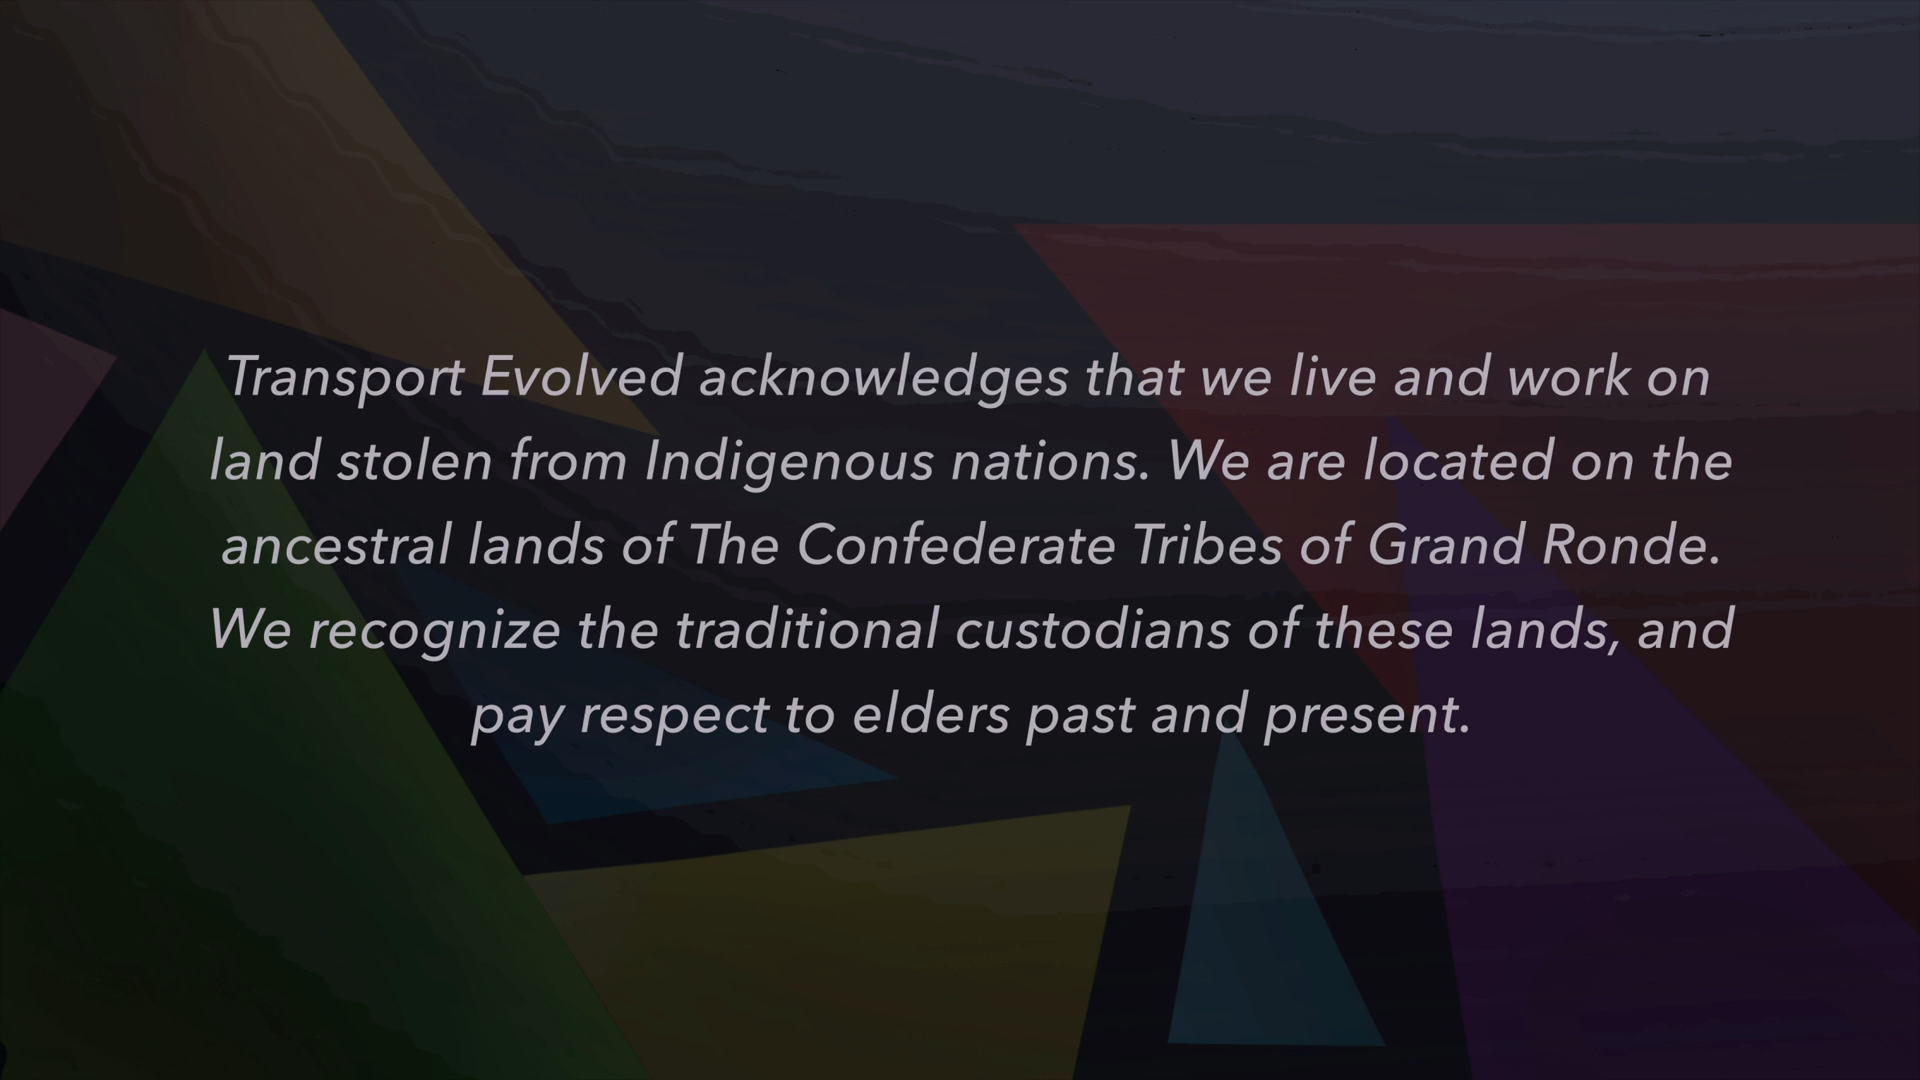 Transport Evolved acknowledges that we live and work on
land stolen from Indigenous nations. We are located on the
ancestral lands of The Confederate Tribes of Grand Ronde.
We recognize the traditional custodians of these lands, and
pay respect to elders past and present.